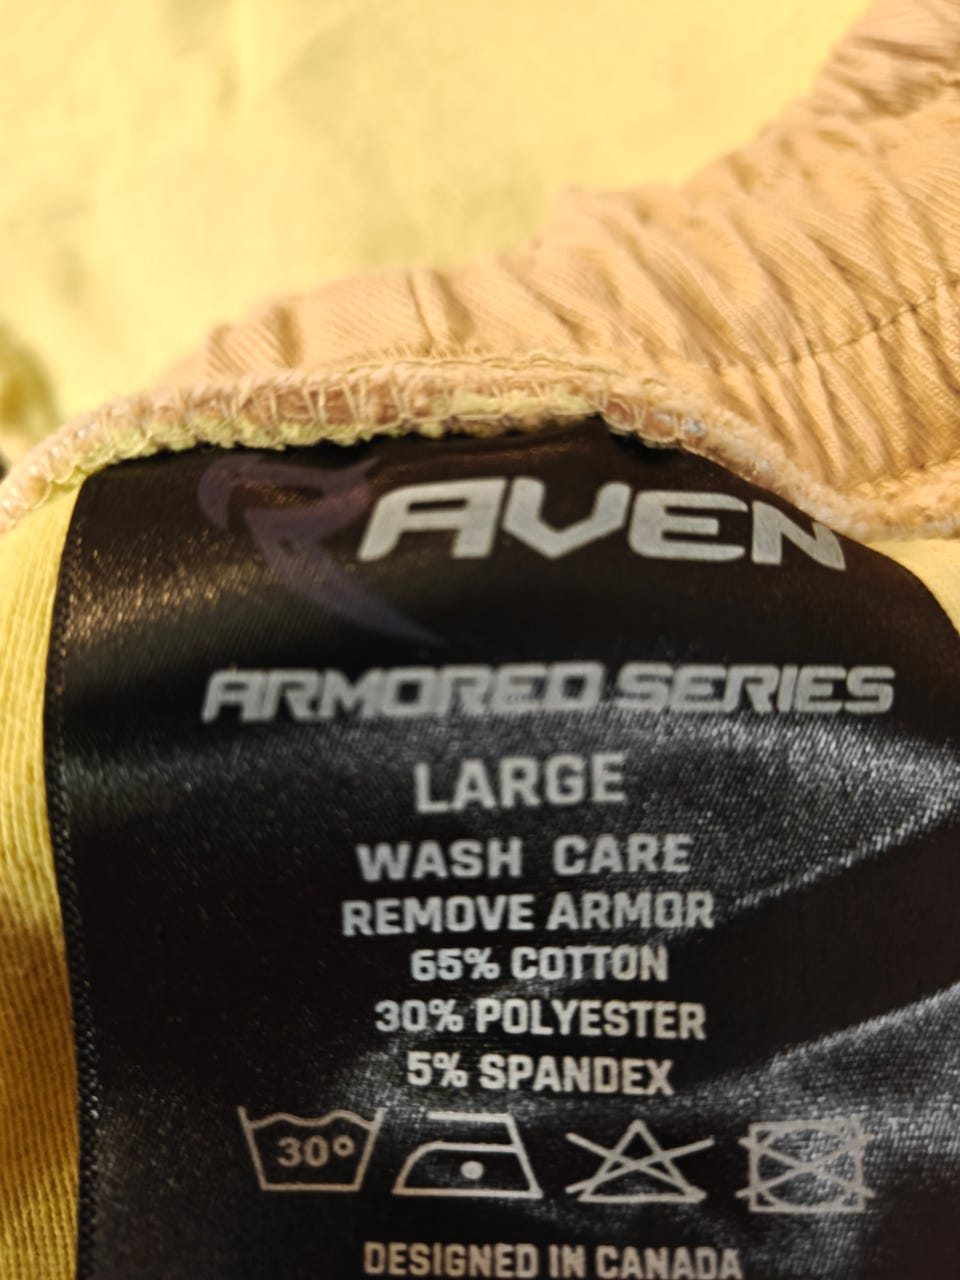 RAVEN
ARMORED SERIES
LARGE
WASH CARE
REMOVE ARMOR
65% COTTON
30% POLYESTER
5% SPANDEX
30°
DESIGNED IN CANADA